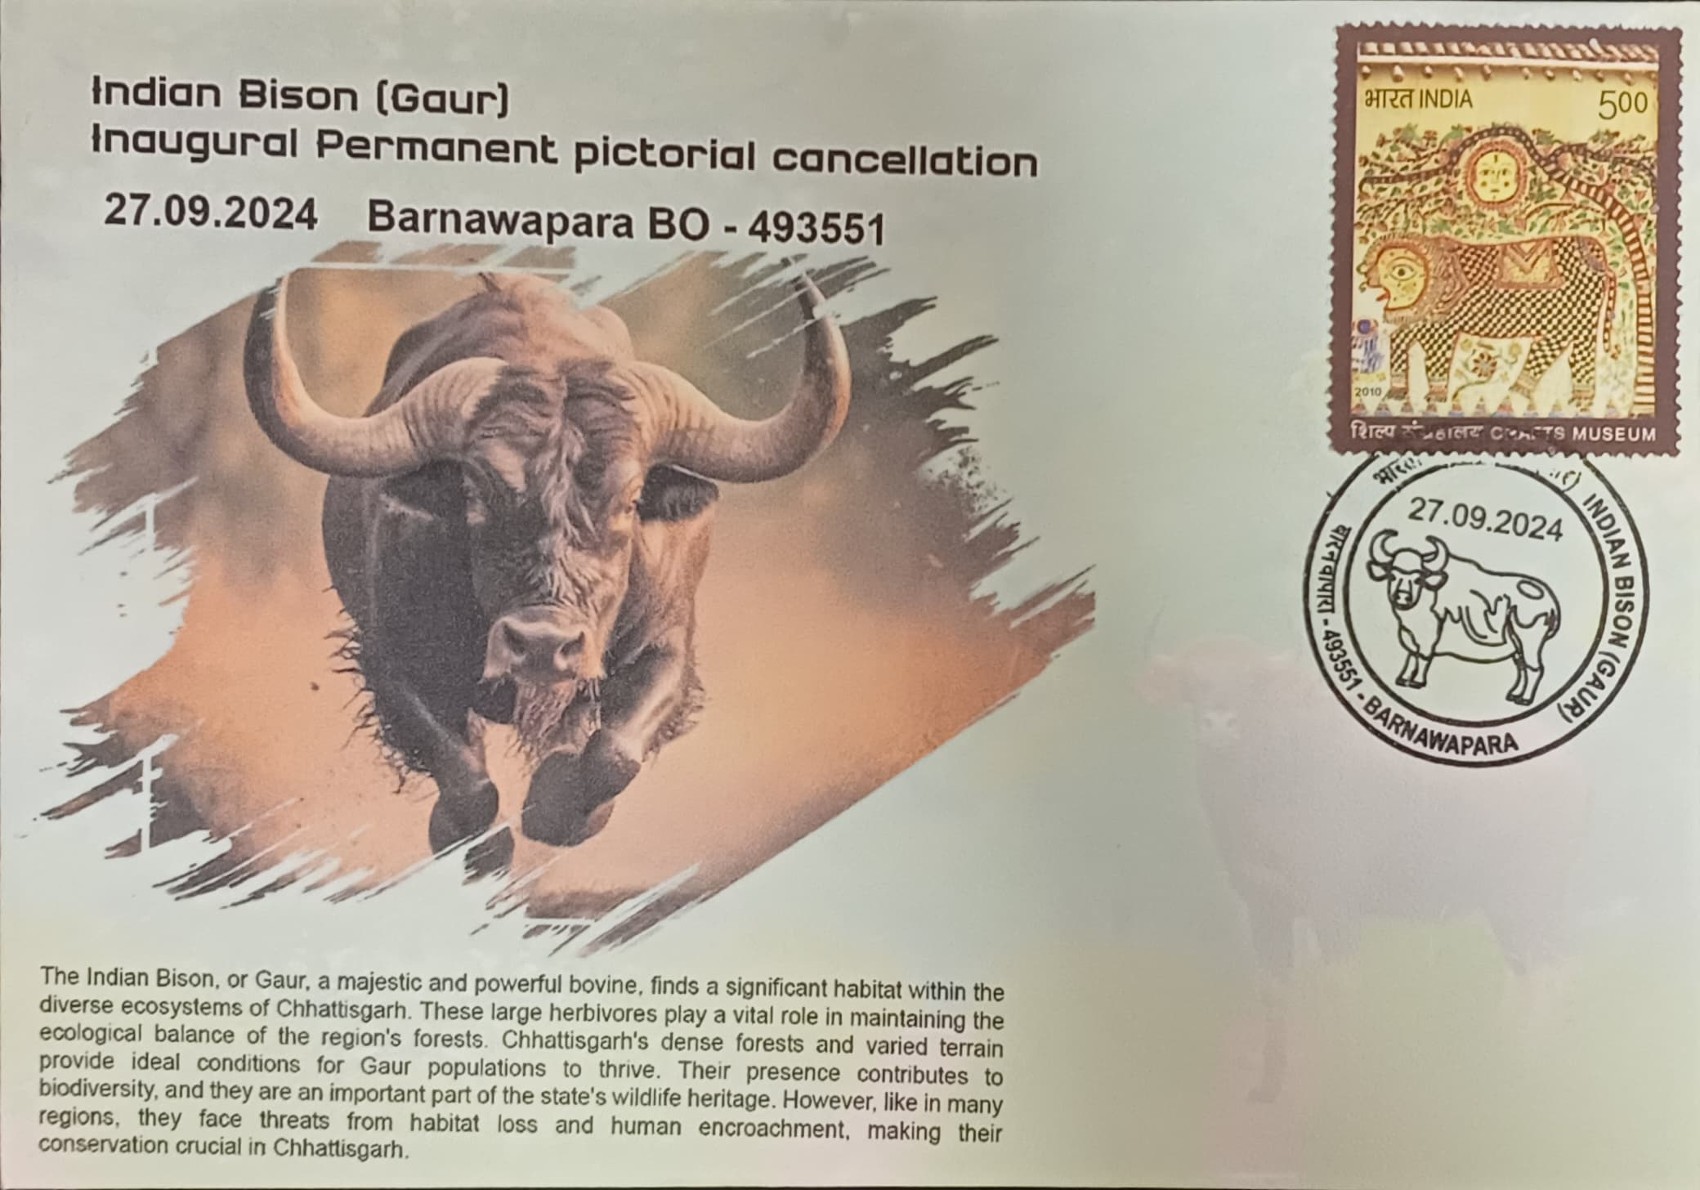 Indian Bison (Gaur)
Inaugural Permanent pictorial cancellation
27.09.2024 Barnawapara BO - 493551
भारत INDIA 500
2010
शिल्प संग्रहालय CRAFTS MUSEUM
27.09.2024
INDIAN BISON (GAUR)
- 493551 - BARNAWAPARA
The Indian Bison, or Gaur, a majestic and powerful bovine, finds a significant habitat within the
diverse ecosystems of Chhattisgarh. These large herbivores play a vital role in maintaining the
ecological balance of the region's forests. Chhattisgarh's dense forests and varied terrain
provide ideal conditions for Gaur populations to thrive. Their presence contributes to
biodiversity, and they are an important part of the state's wildlife heritage. However, like in many
regions, they face threats from habitat loss and human encroachment, making their
conservation crucial in Chhattisgarh.